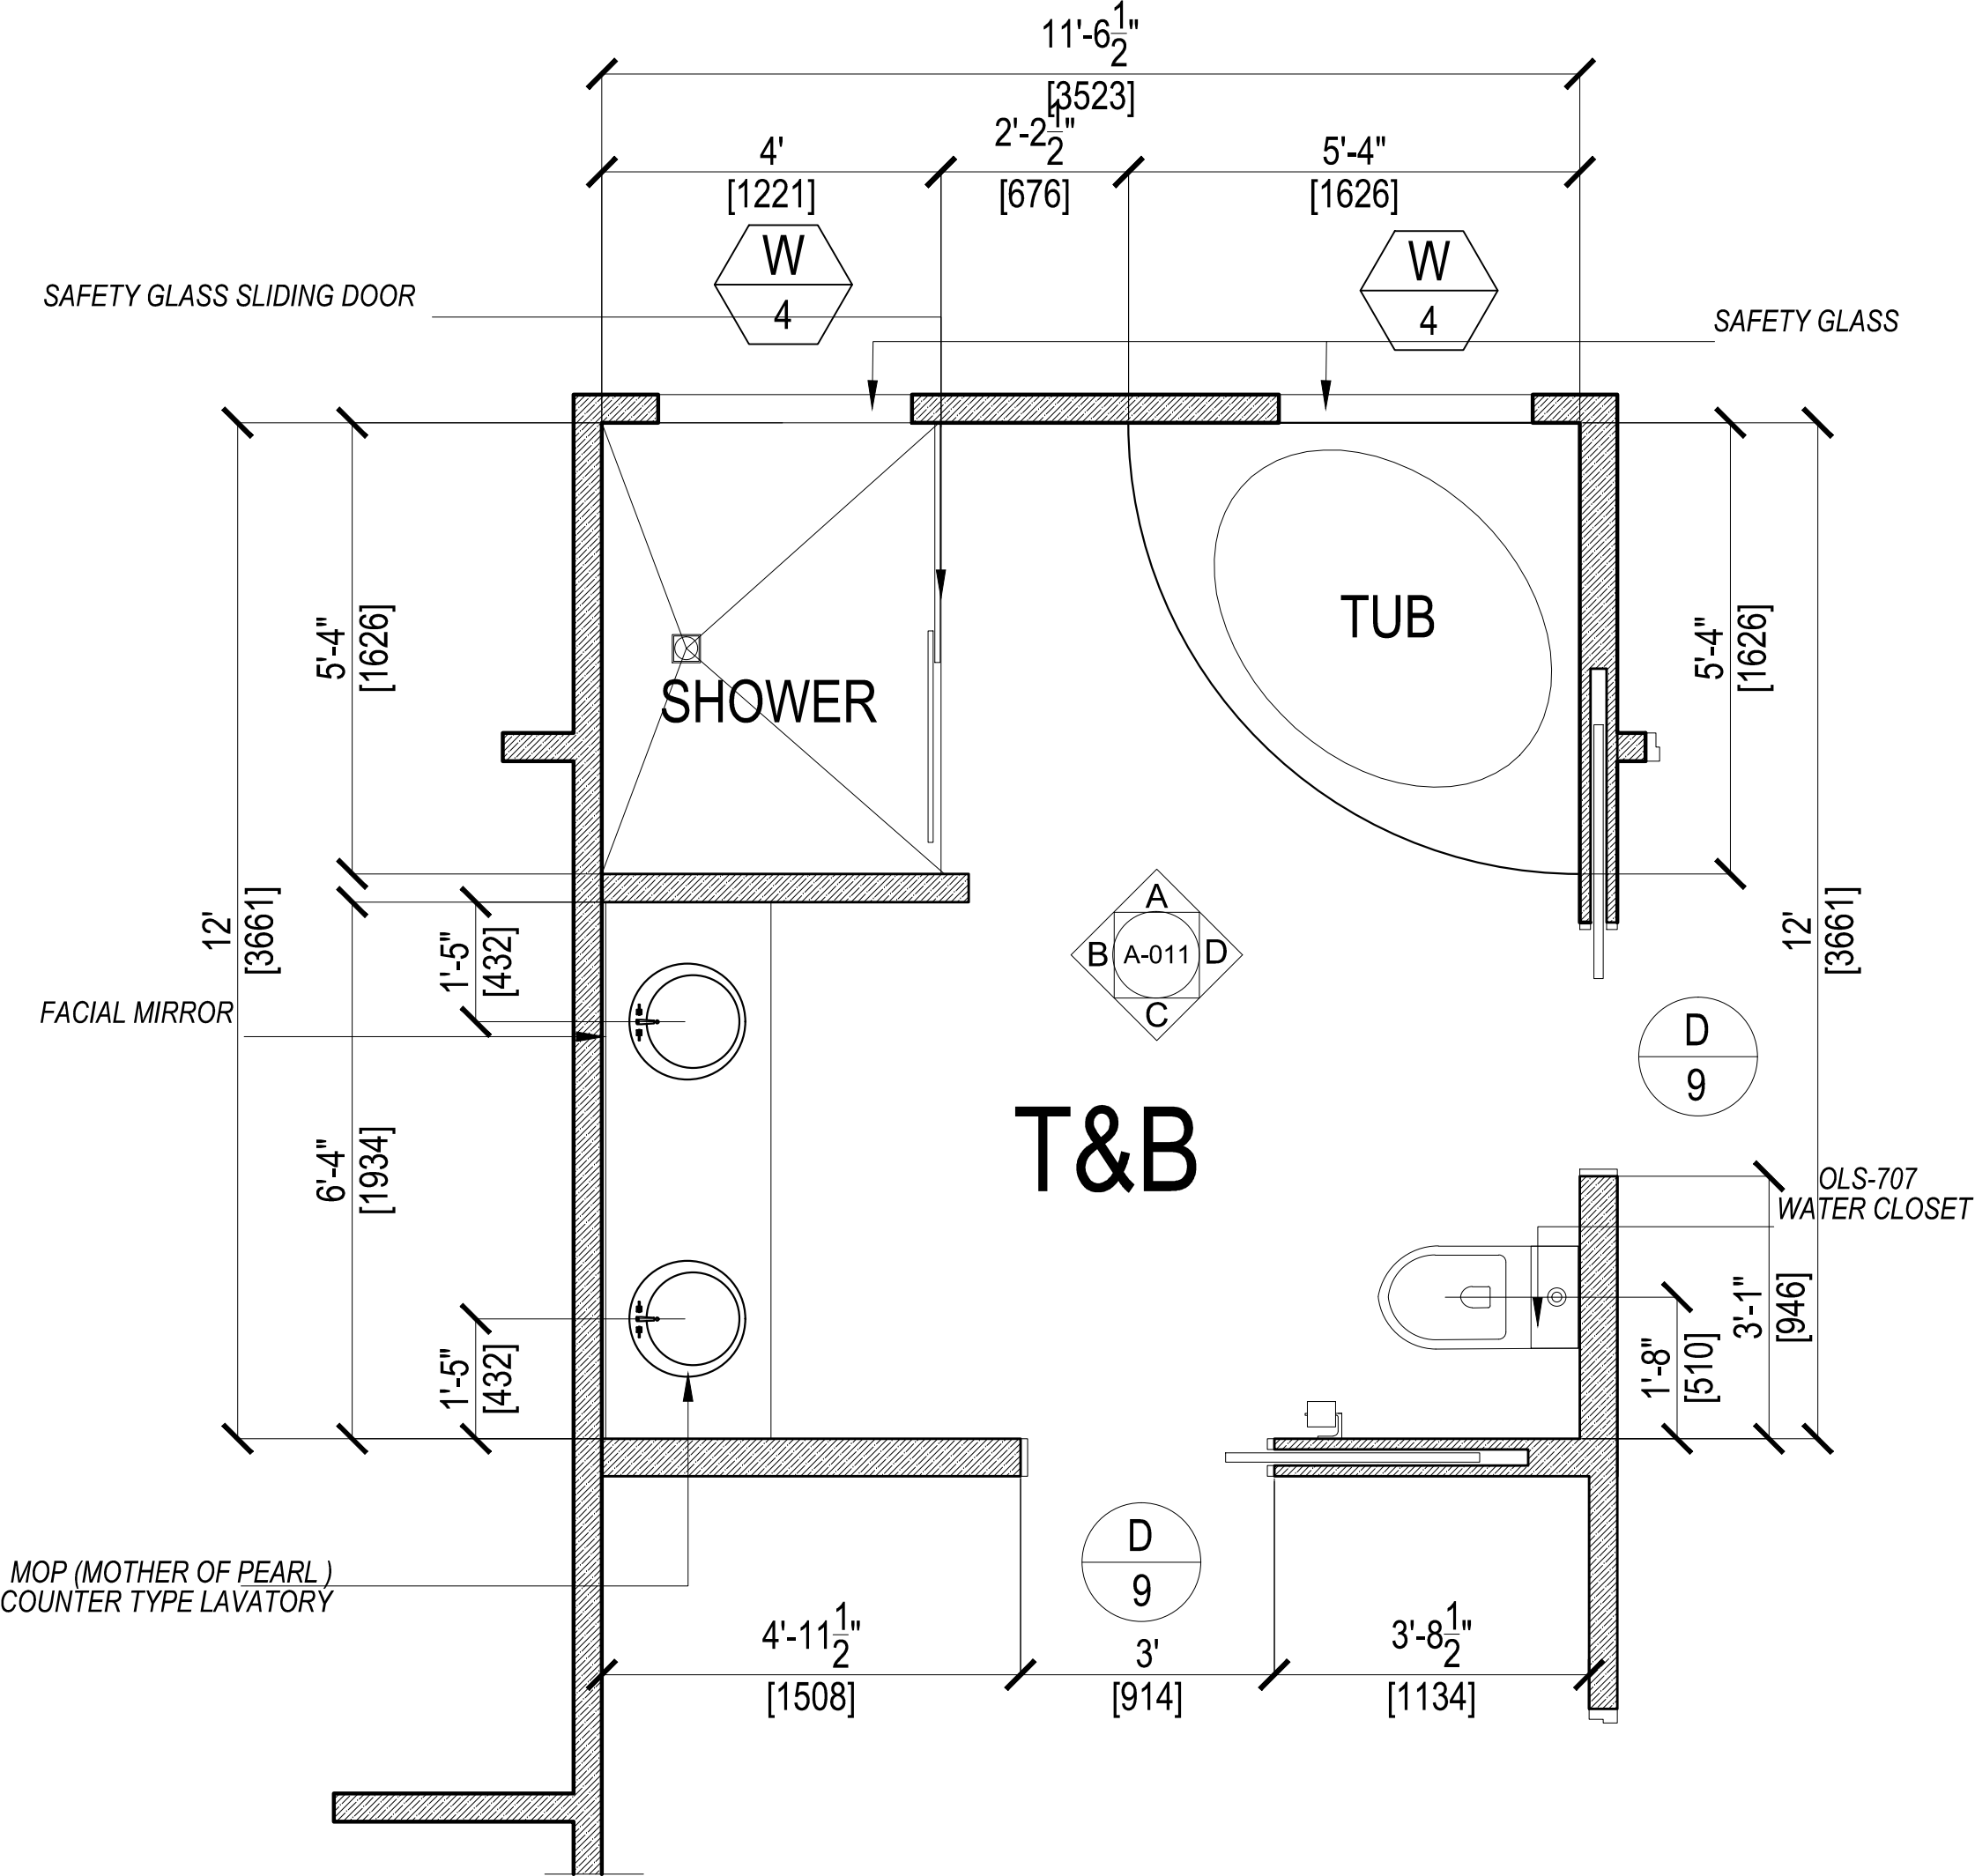 11'-6 1/2"
[3523]
4'
[1221]
2'-2 1/2"
[676]
5'-4"
[1626]
W
4
W
4
SAFETY GLASS SLIDING DOOR
SAFETY GLASS
TUB
SHOWER
5'-4"
[1626]
5'-4"
[1626]
12'
[3661]
12'
[3661]
1'-5"
[432]
A
B
A-011
D
C
FACIAL MIRROR
D
9
T&B
6'-4"
[1934]
OLS-707
WATER CLOSET
3'-1"
[946]
1'-8"
[510]
1'-5"
[432]
D
9
MOP (MOTHER OF PEARL )
COUNTER TYPE LAVATORY
4'-11 1/2"
[1508]
3'
[914]
3'-8 1/2"
[1134]